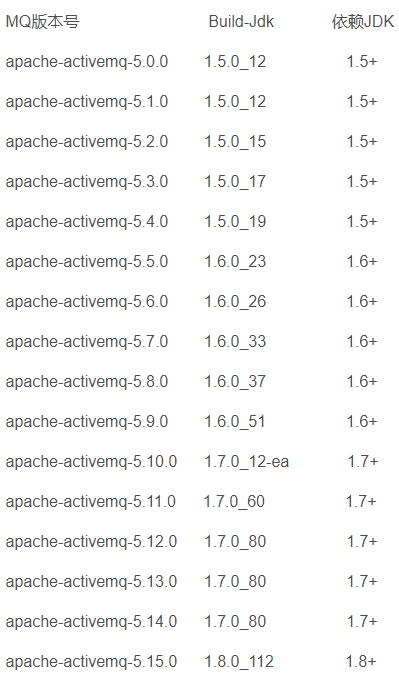 MQ版本号 Build-Jdk 依赖JDK
apache-activemq-5.0.0 1.5.0_12 1.5+
apache-activemq-5.1.0 1.5.0_12 1.5+
apache-activemq-5.2.0 1.5.0_15 1.5+
apache-activemq-5.3.0 1.5.0_17 1.5+
apache-activemq-5.4.0 1.5.0_19 1.5+
apache-activemq-5.5.0 1.6.0_23 1.6+
apache-activemq-5.6.0 1.6.0_26 1.6+
apache-activemq-5.7.0 1.6.0_33 1.6+
apache-activemq-5.8.0 1.6.0_37 1.6+
apache-activemq-5.9.0 1.6.0_51 1.6+
apache-activemq-5.10.0 1.7.0_12-ea 1.7+
apache-activemq-5.11.0 1.7.0_60 1.7+
apache-activemq-5.12.0 1.7.0_80 1.7+
apache-activemq-5.13.0 1.7.0_80 1.7+
apache-activemq-5.14.0 1.7.0_80 1.7+
apache-activemq-5.15.0 1.8.0_112 1.8+